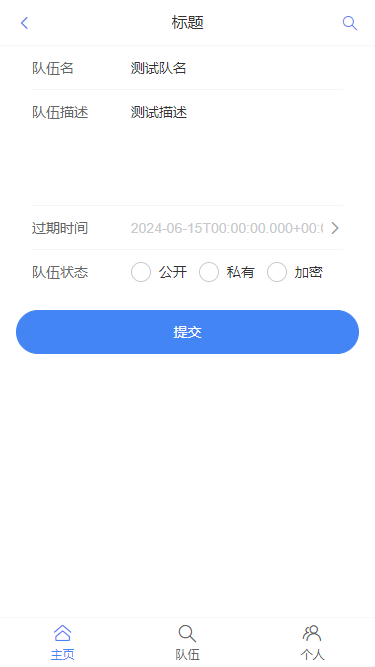 标题
队伍名 测试队名
队伍描述 测试描述
过期时间 2024-06-15T00:00:00.000+00:0
队伍状态 公开 私有 加密
提交
主页 队伍 个人